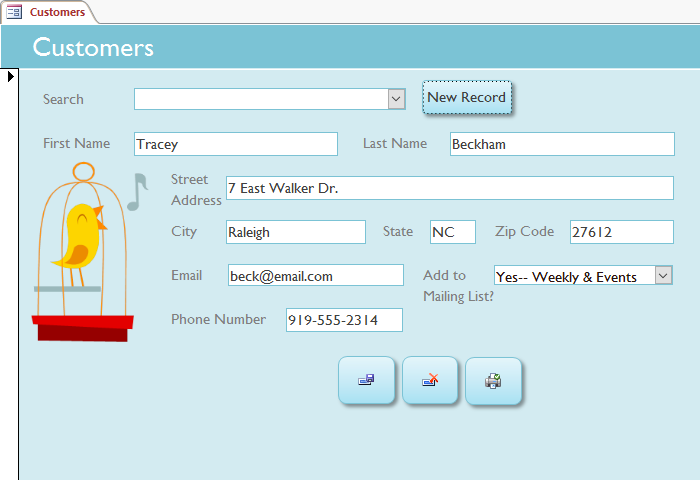 Customers
Customers
Search
New Record
First Name Tracey Last Name Beckham
Street Address 7 East Walker Dr.
City Raleigh State NC Zip Code 27612
Email beck@email.com Add to Mailing List? Yes-- Weekly & Events
Phone Number 919-555-2314